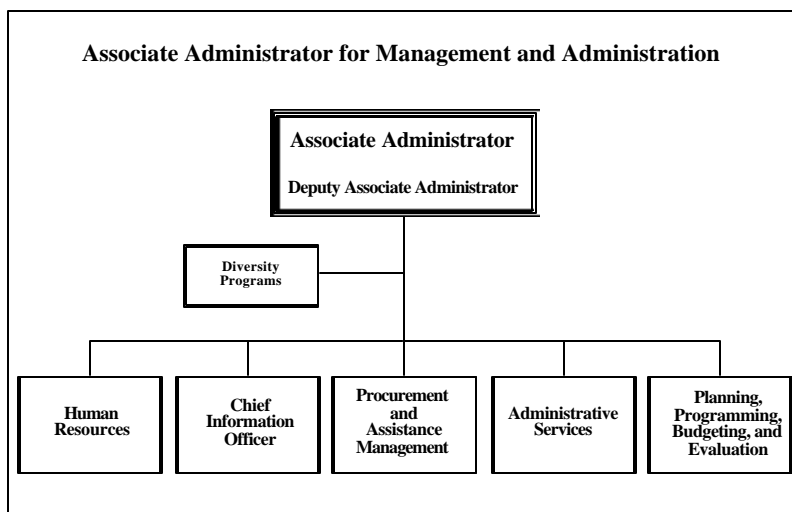 Associate Administrator for Management and Administration
Associate Administrator
Deputy Associate Administrator
Diversity
Programs
Human
Resources
Chief
Information
Officer
Procurement
and
Assistance
Management
Administrative
Services
Planning,
Programming,
Budgeting, and
Evaluation